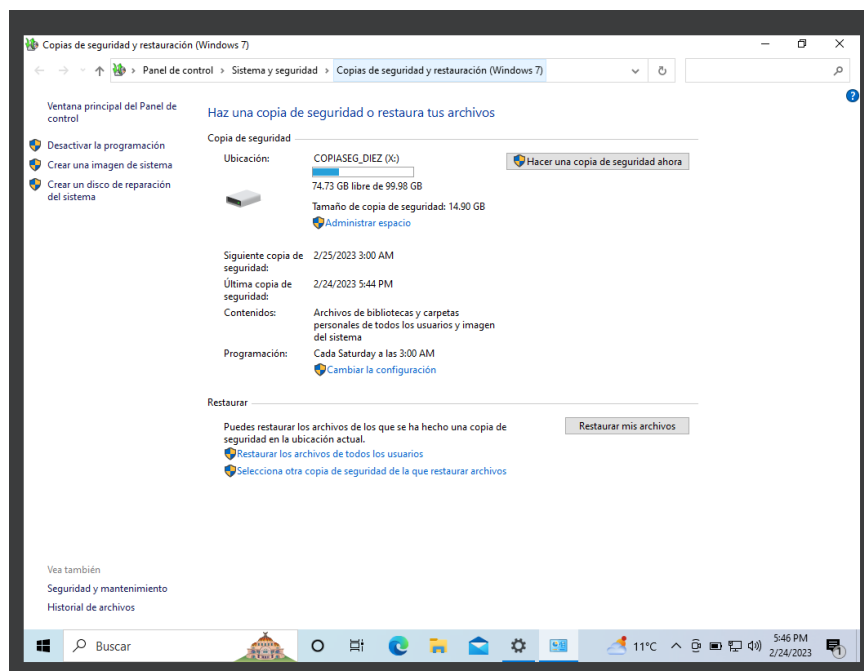 Copias de seguridad y restauración (Windows 7)
Panel de control > Sistema y seguridad > Copias de seguridad y restauración (Windows 7)
Ventana principal del Panel de
control
Desactivar la programación
Crear una imagen de sistema
Crear un disco de reparación
del sistema
Haz una copia de seguridad o restaura tus archivos
Copia de seguridad
Ubicación:
COPIASEG_DIEZ (X:)
Hacer una copia de seguridad ahora
74.73 GB libre de 99.98 GB
Tamaño de copia de seguridad: 14.90 GB
Administrar espacio
Siguiente copia de
seguridad:
2/25/2023 3:00 AM
Última copia de
seguridad:
2/24/2023 5:44 PM
Contenidos:
Archivos de bibliotecas y carpetas
personales de todos los usuarios y imagen
del sistema
Programación:
Cada Saturday a las 3:00 AM
Cambiar la configuración
Restaurar
Puedes restaurar los archivos de los que se ha hecho una copia de
seguridad en la ubicación actual.
Restaurar mis archivos
Restaurar los archivos de todos los usuarios
Selecciona otra copia de seguridad de la que restaurar archivos
Vea también
Seguridad y mantenimiento
Historial de archivos
Buscar
11°C
5:46 PM
2/24/2023
1